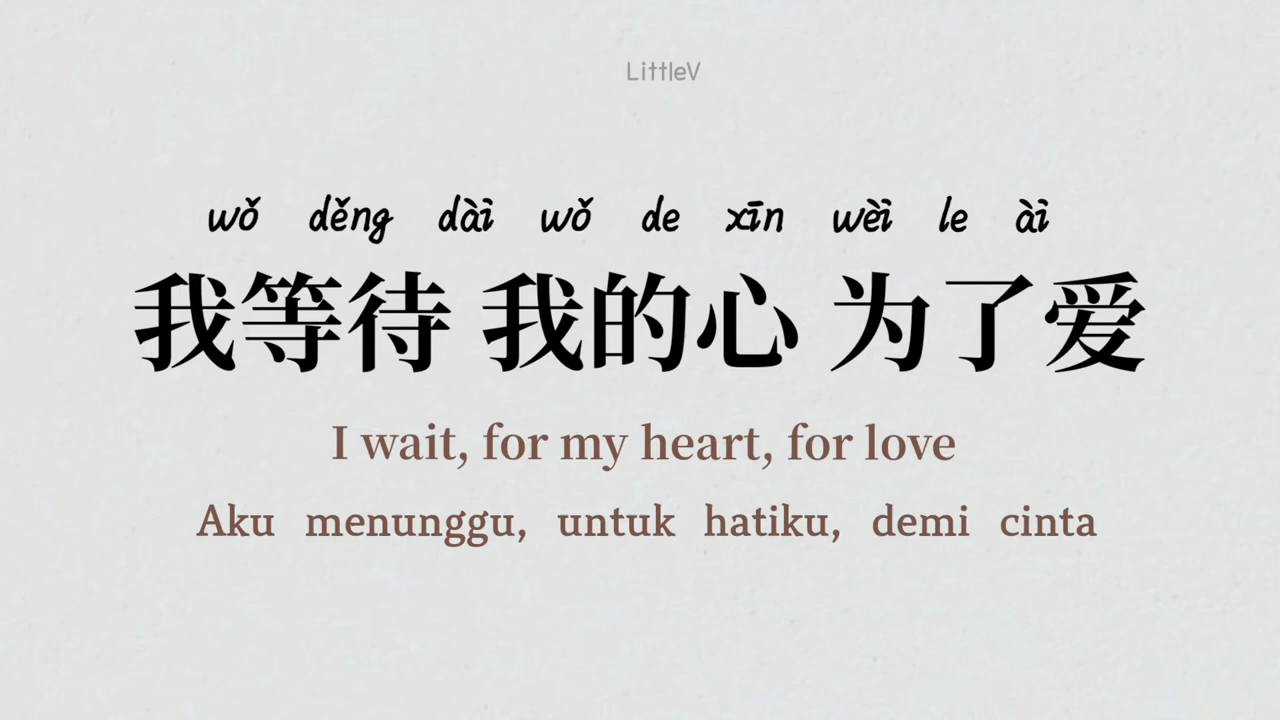 LittleV
wǒ děng dài wǒ de xīn wèi le ài
我等待 我的心 为了爱
I wait, for my heart, for love
Aku menunggu, untuk hatiku, demi cinta